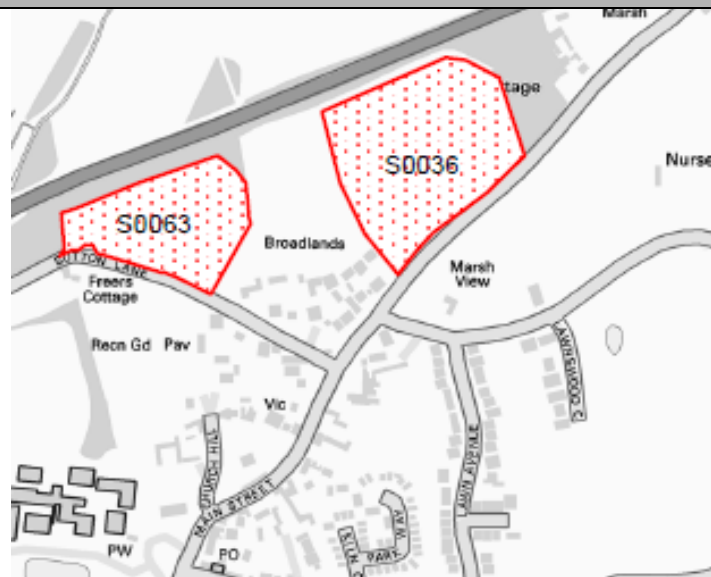 Marsh
ttage
S0036
Nurse
S0063
Broadlands
SUTTON LANE
Freers
Cottage
Marsh
View
Recn Gd Pav
LAWNSWOOD C
Vic
CHURCH HILL
LAWN AVENUE
MAIN STREET
WAY
PARK
PW
PO